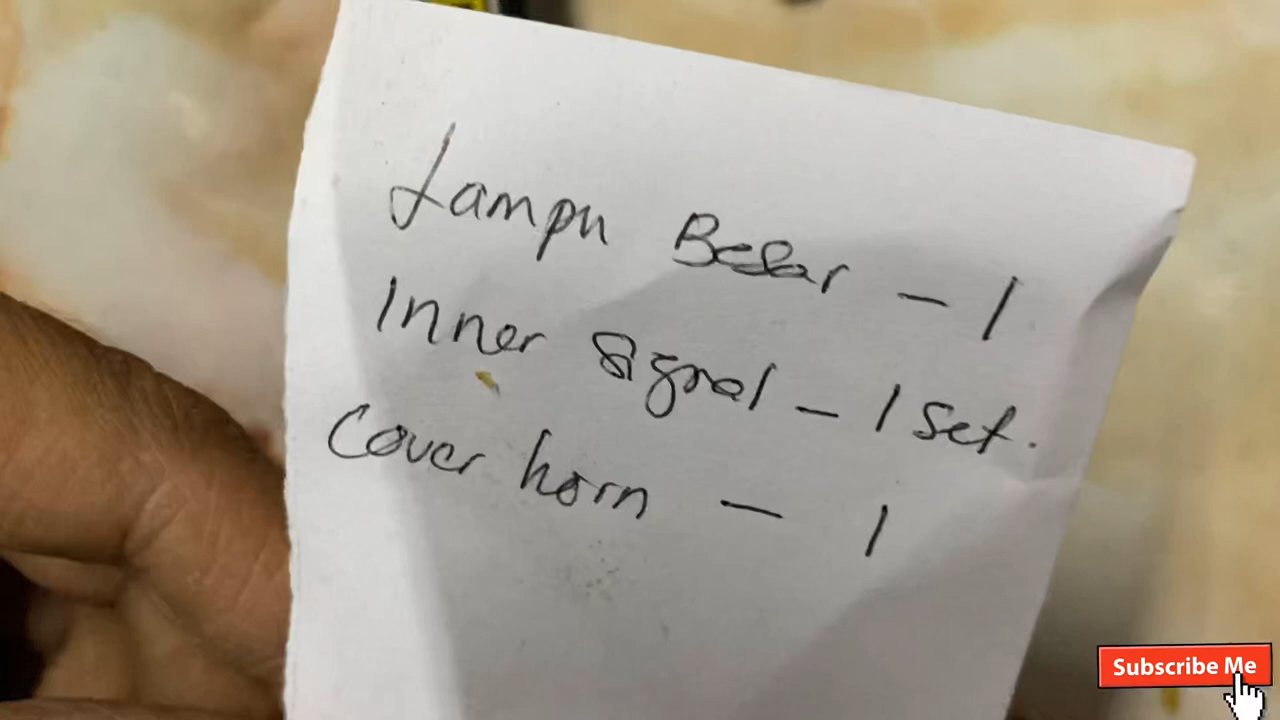 Lampu Besar - 1
Inner Signal - 1 Set.
Cover horn - 1
Subscribe Me